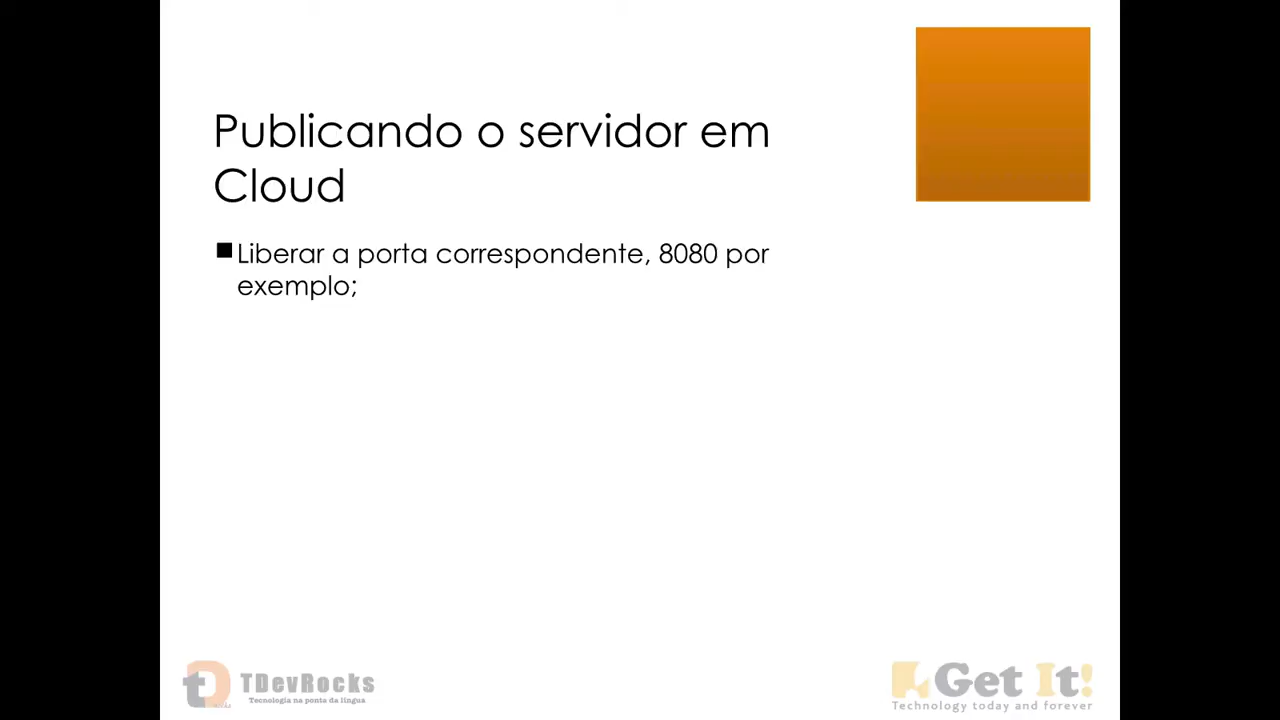 Publicando o servidor em
Cloud
Liberar a porta correspondente, 8080 por
exemplo;
TDevRocks
Tecnologia na ponta da língua
Get It!
Technology today and forever